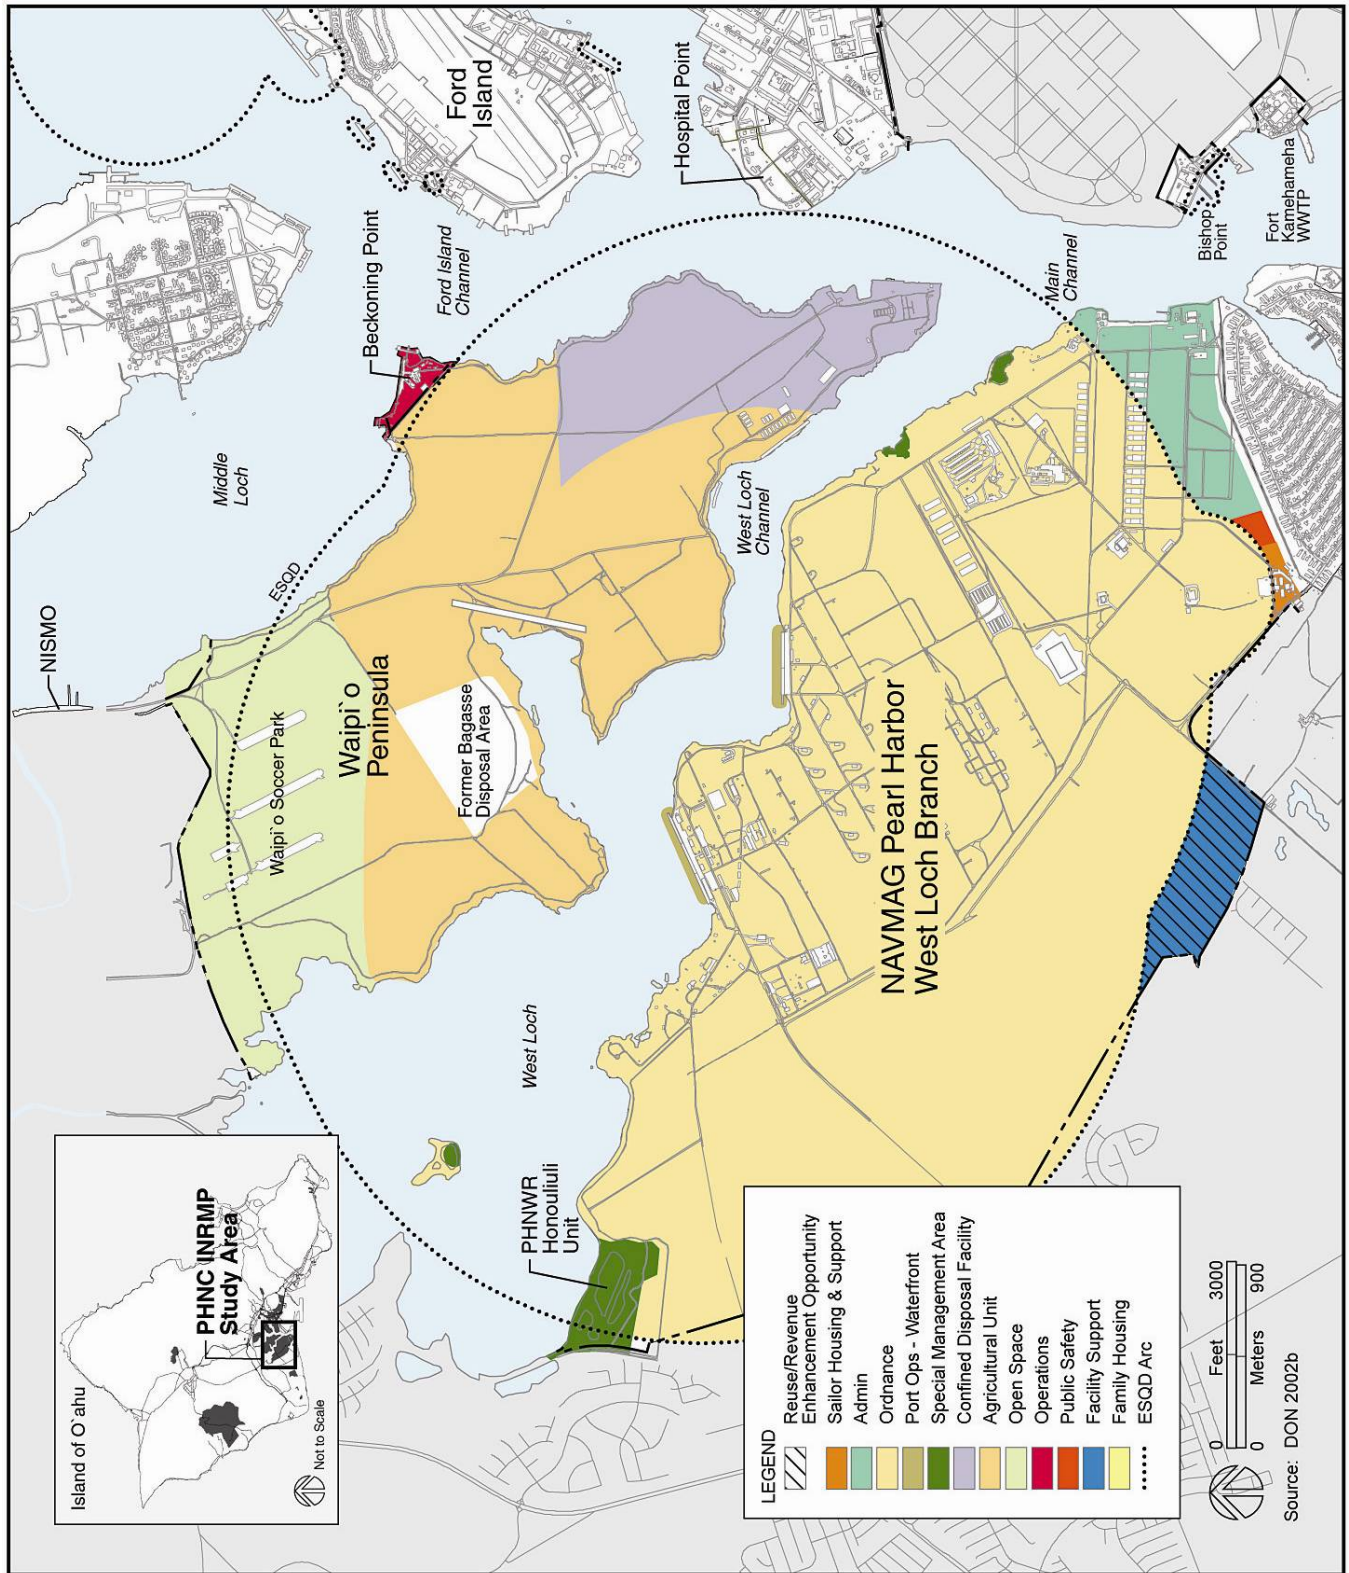 Island of O`ahu
PHNC INRMP
Study Area
Not to Scale
NISMO
Middle
Loch
Beckoning Point
Ford Island
Channel
Ford
Island
Hospital Point
ESQD
Waipi`o Soccer Park
Waipi`o
Peninsula
Former Bagasse
Disposal Area
West Loch
West Loch
Channel
Main
Channel
Bishop
Point
Fort
Kamehameha
WWTP
PHNWR
Honouliuli
Unit
NAVMAG Pearl Harbor
West Loch Branch
LEGEND
Reuse/Revenue
Enhancement Opportunity
Sailor Housing & Support
Admin
Ordnance
Port Ops - Waterfront
Special Management Area
Confined Disposal Facility
Agricultural Unit
Open Space
Operations
Public Safety
Facility Support
Family Housing
ESQD Arc
0 Feet 3000
0 Meters 900
Source: DON 2002b